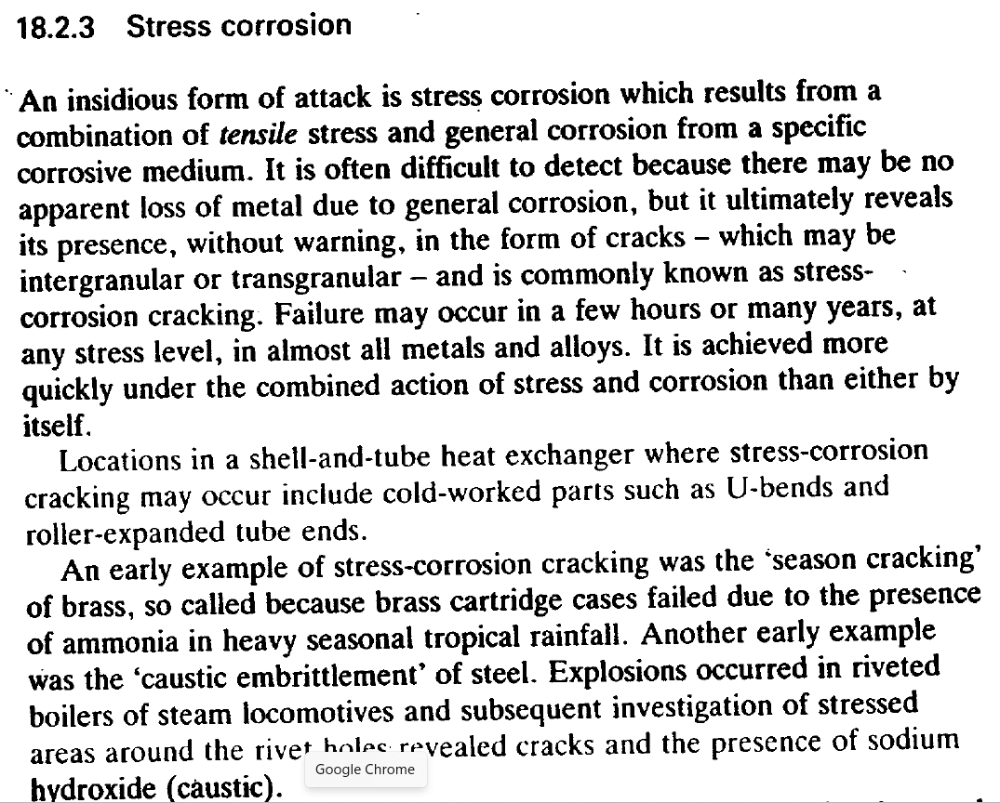 18.2.3 Stress corrosion
An insidious form of attack is stress corrosion which results from a
combination of tensile stress and general corrosion from a specific
corrosive medium. It is often difficult to detect because there may be no
apparent loss of metal due to general corrosion, but it ultimately reveals
its presence, without warning, in the form of cracks – which may be
intergranular or transgranular – and is commonly known as stress-
corrosion cracking. Failure may occur in a few hours or many years, at
any stress level, in almost all metals and alloys. It is achieved more
quickly under the combined action of stress and corrosion than either by
itself.
Locations in a shell-and-tube heat exchanger where stress-corrosion
cracking may occur include cold-worked parts such as U-bends and
roller-expanded tube ends.
An early example of stress-corrosion cracking was the ‘season cracking’
of brass, so called because brass cartridge cases failed due to the presence
of ammonia in heavy seasonal tropical rainfall. Another early example
was the ‘caustic embrittlement’ of steel. Explosions occurred in riveted
boilers of steam locomotives and subsequent investigation of stressed
areas around the rivet holes revealed cracks and the presence of sodium
Google Chrome
hydroxide (caustic).